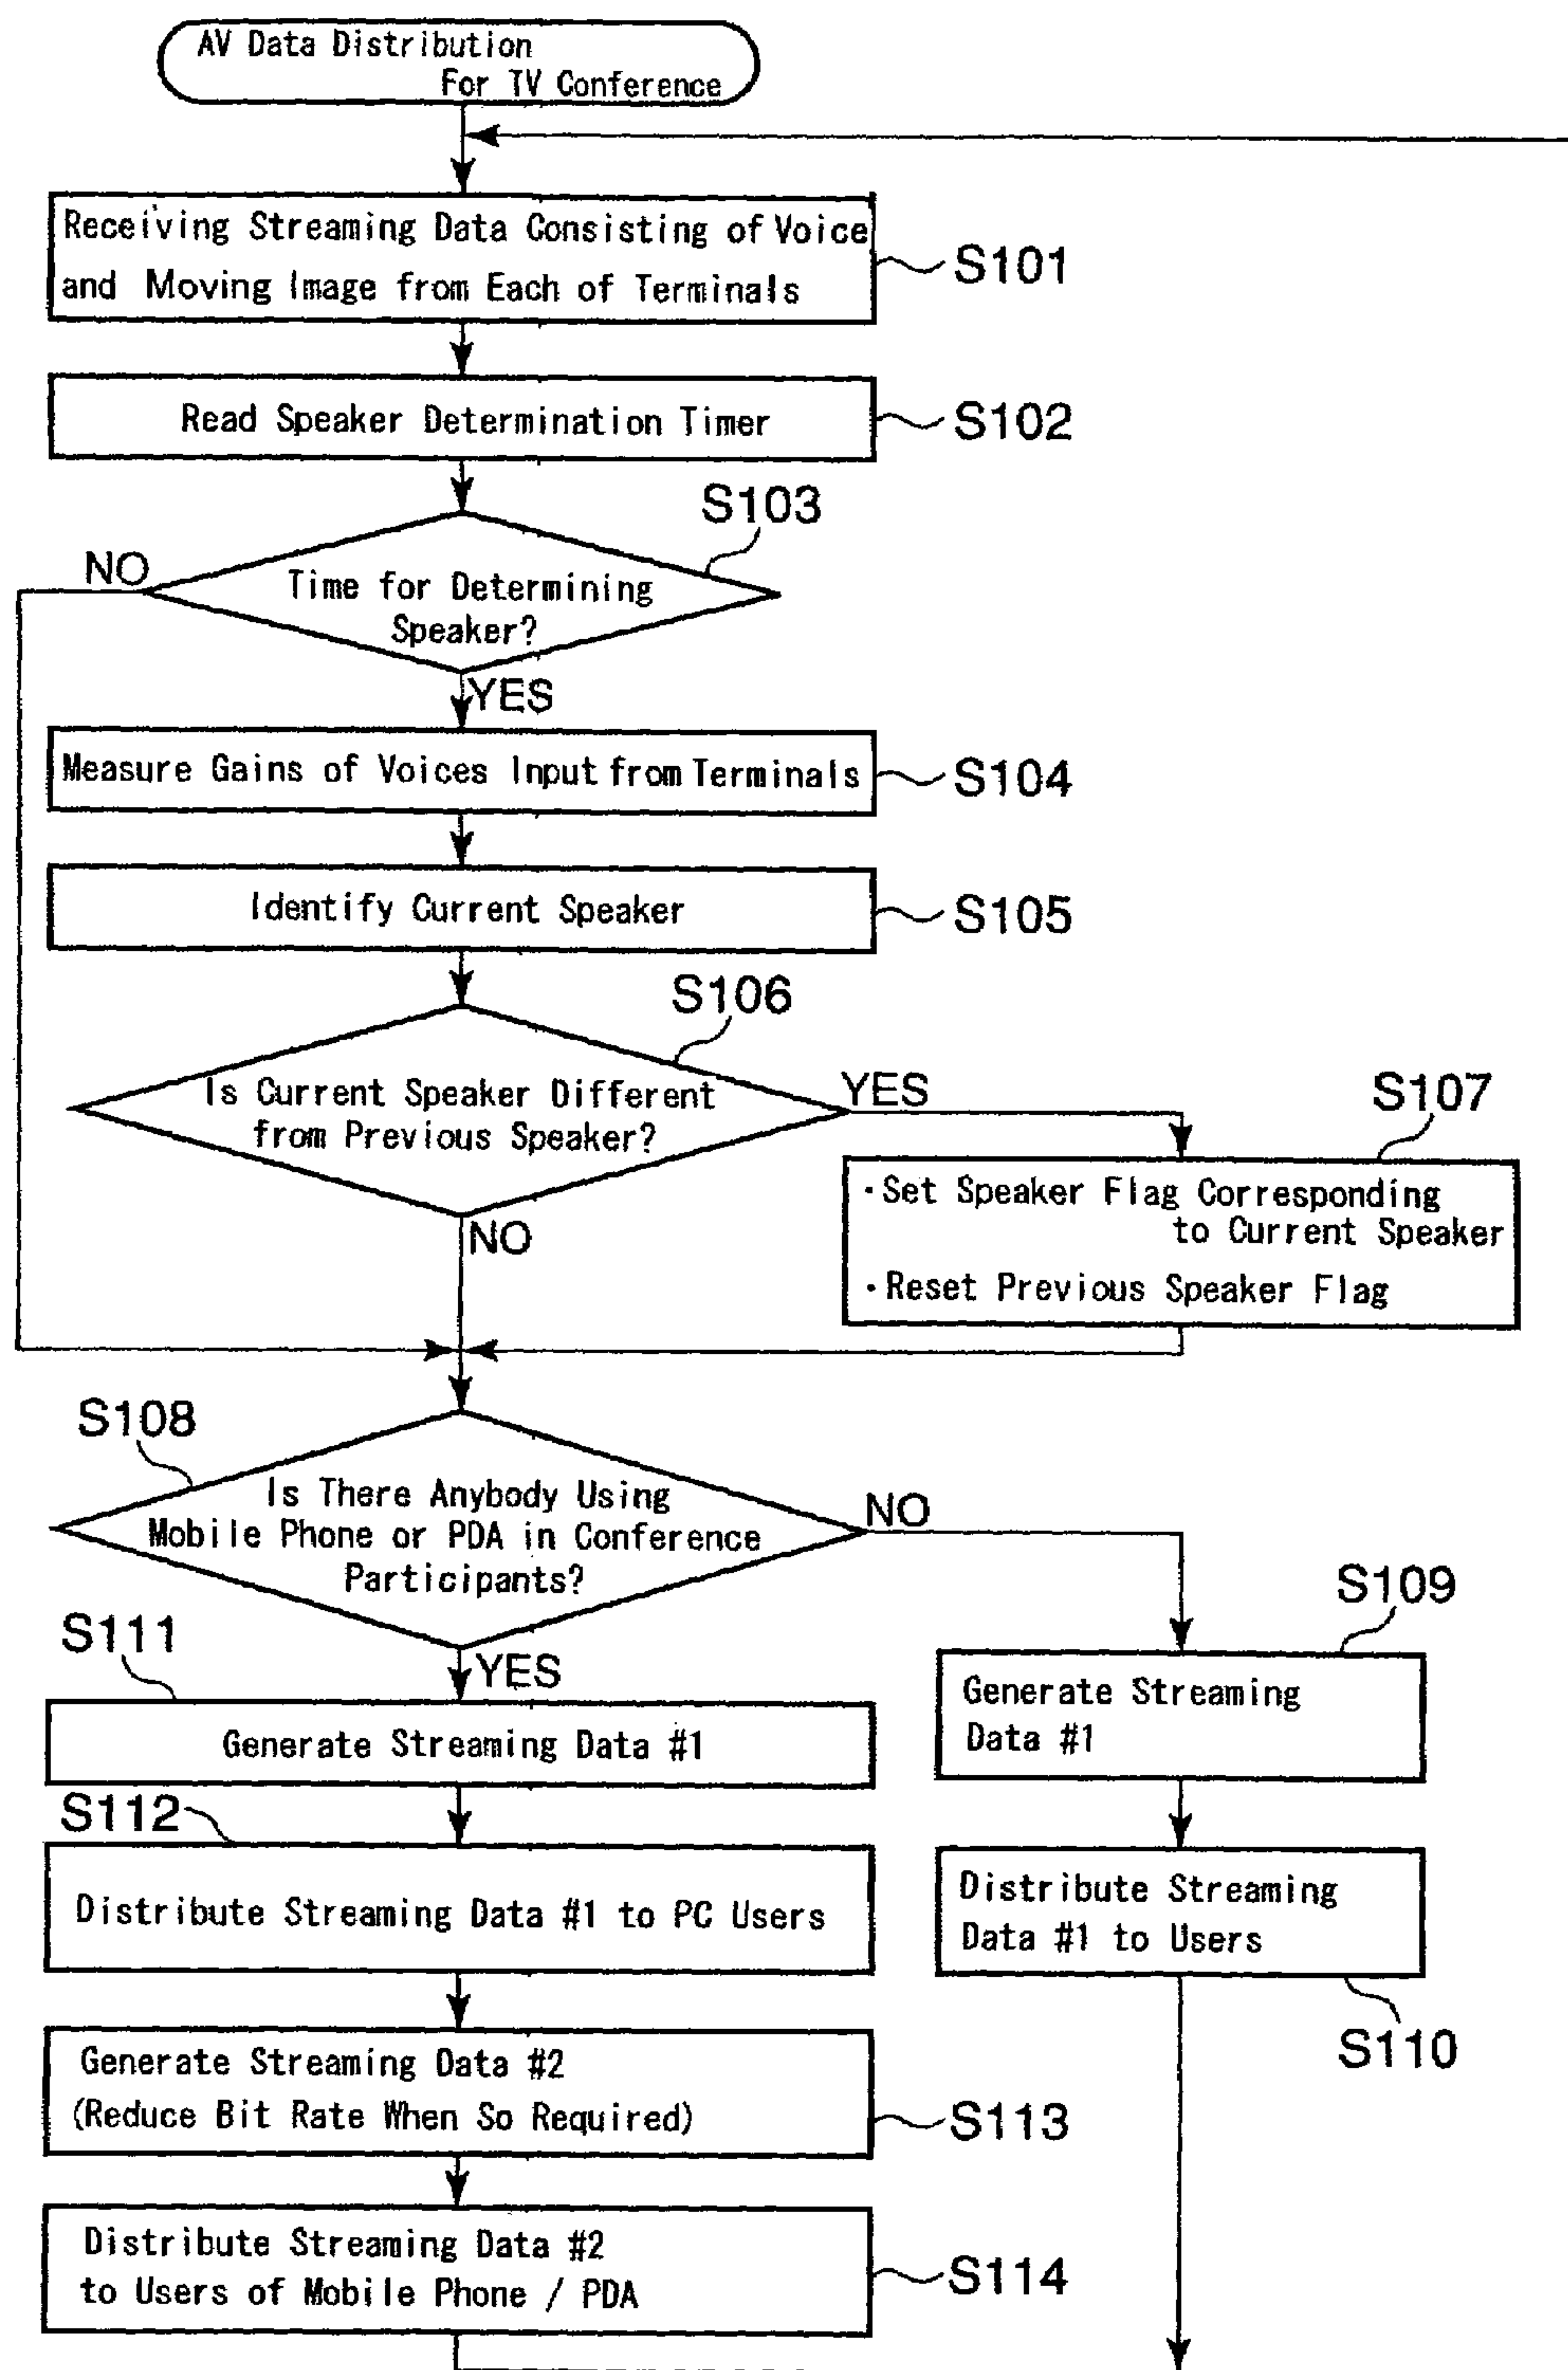 AV Data Distribution
For TV Conference
Receiving Streaming Data Consisting of Voice
and Moving Image from Each of Terminals
S101
Read Speaker Determination Timer
S102
S103
NO
Time for Determining
Speaker?
YES
Measure Gains of Voices Input from Terminals
S104
Identify Current Speaker
S105
S106
Is Current Speaker Different
from Previous Speaker?
YES
NO
S107
・Set Speaker Flag Corresponding
to Current Speaker
・Reset Previous Speaker Flag
S108
Is There Anybody Using
Mobile Phone or PDA in Conference
Participants?
NO
YES
S109
Generate Streaming
Data #1
S111
Generate Streaming Data #1
S112
Distribute Streaming Data #1 to PC Users
Distribute Streaming
Data #1 to Users
S110
Generate Streaming Data #2
(Reduce Bit Rate When So Required)
S113
Distribute Streaming Data #2
to Users of Mobile Phone / PDA
S114